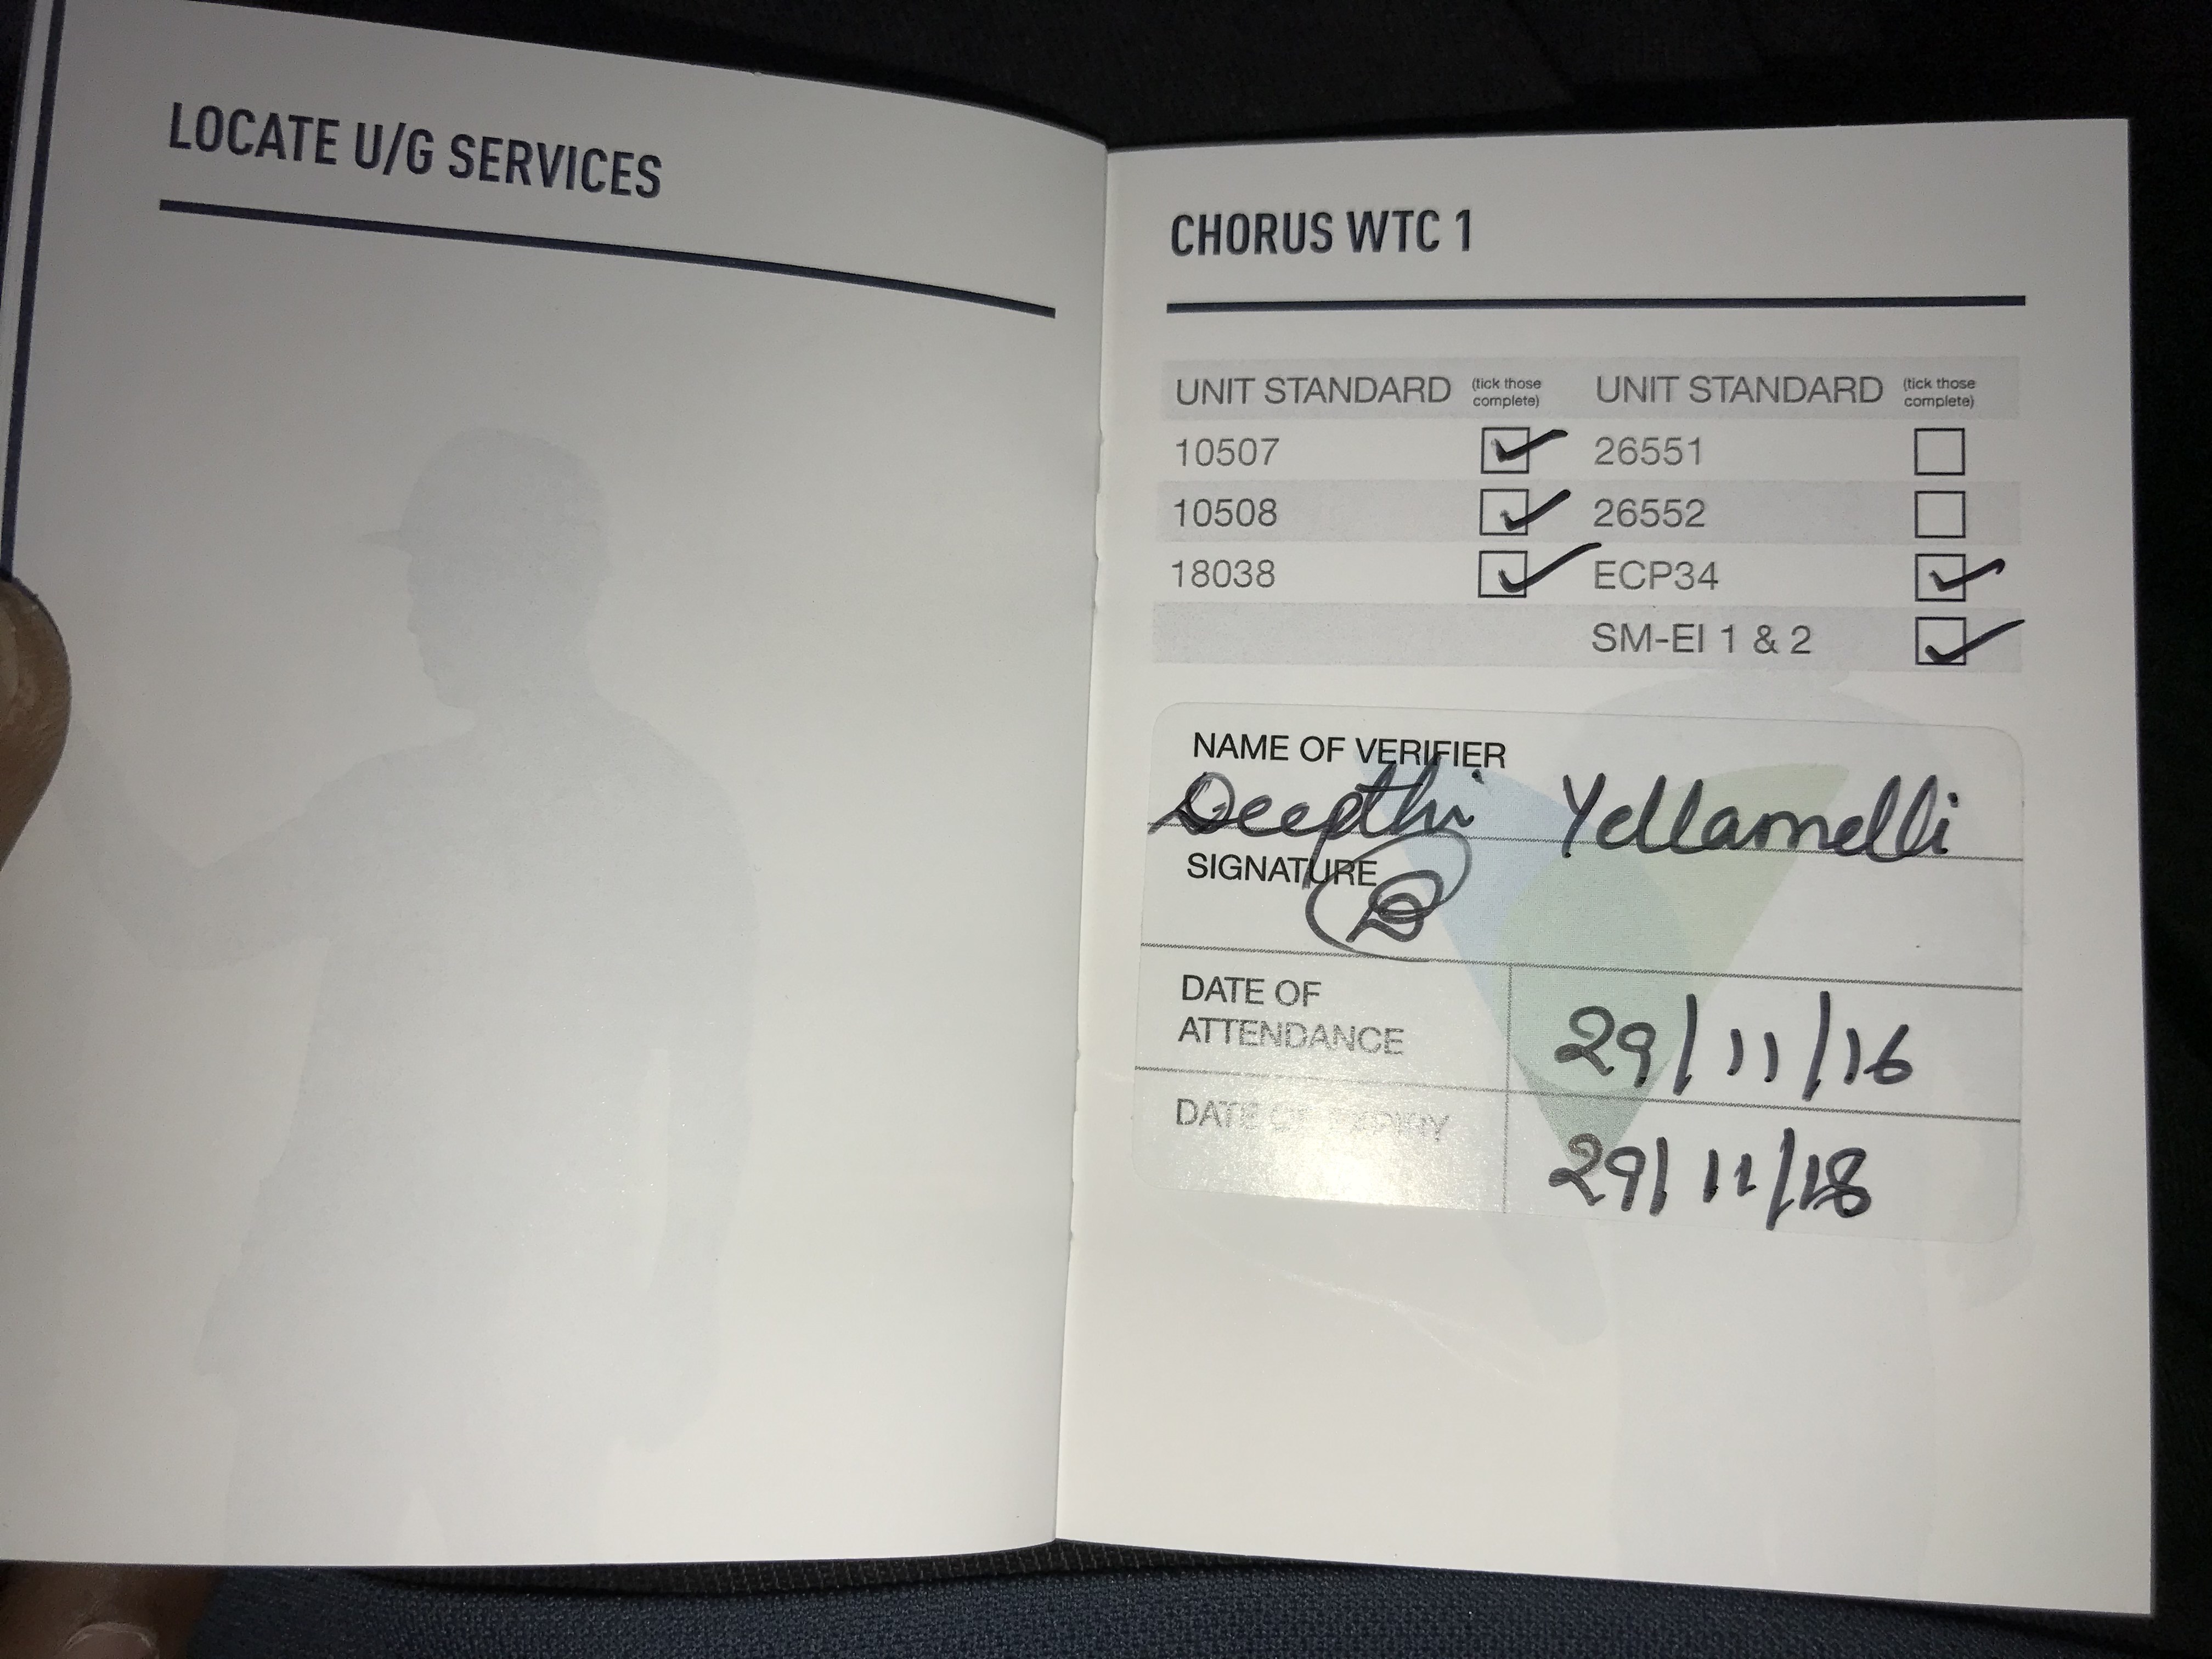 LOCATE U/G SERVICES
CHORUS WTC 1
UNIT STANDARD (tick those complete) UNIT STANDARD (tick those complete)
10507 26551
10508 26552
18038 ECP34
SM-EI 1 & 2
NAME OF VERIFIER
Deepthi Yellamelli
SIGNATURE
DATE OF ATTENDANCE 29/11/16
DATE OF EXPIRY 29/11/18